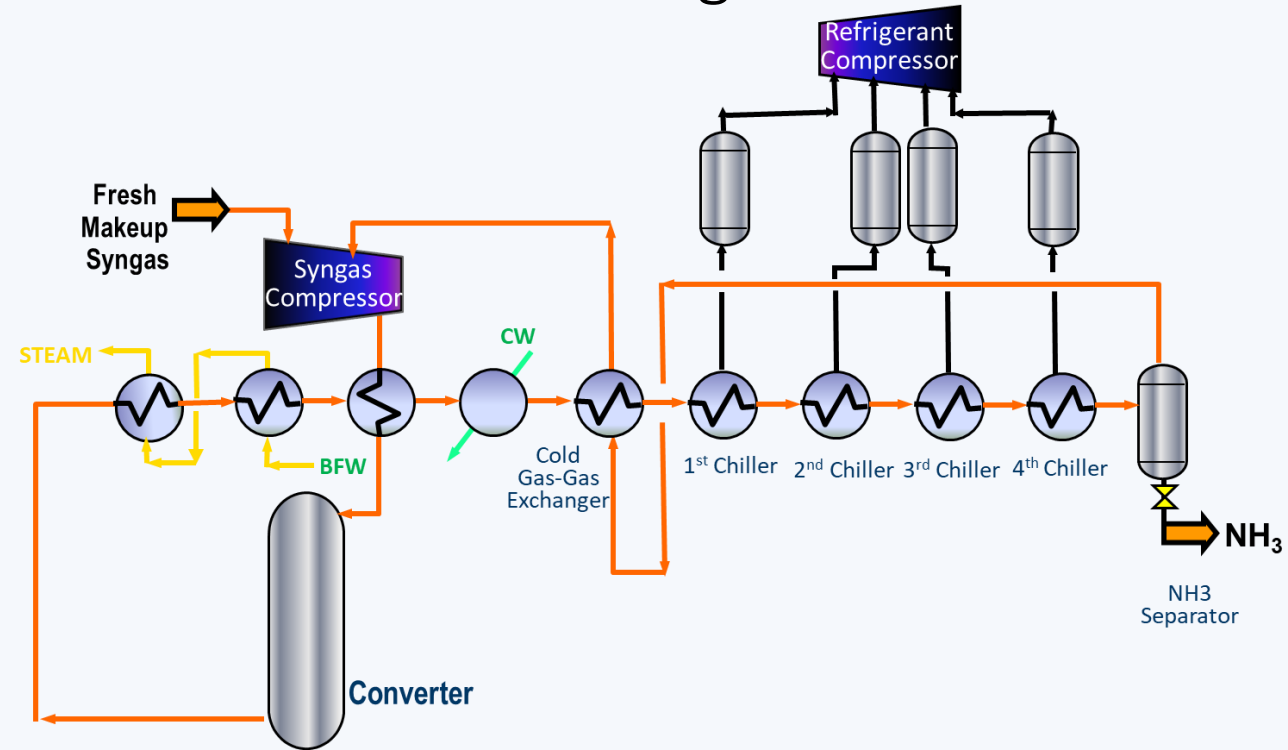 Refrigerant
Compressor
Fresh
Makeup
Syngas
Syngas
Compressor
STEAM
CW
BFW
Cold
Gas-Gas
Exchanger
1st Chiller
2nd Chiller
3rd Chiller
4th Chiller
NH3
NH3
Separator
Converter